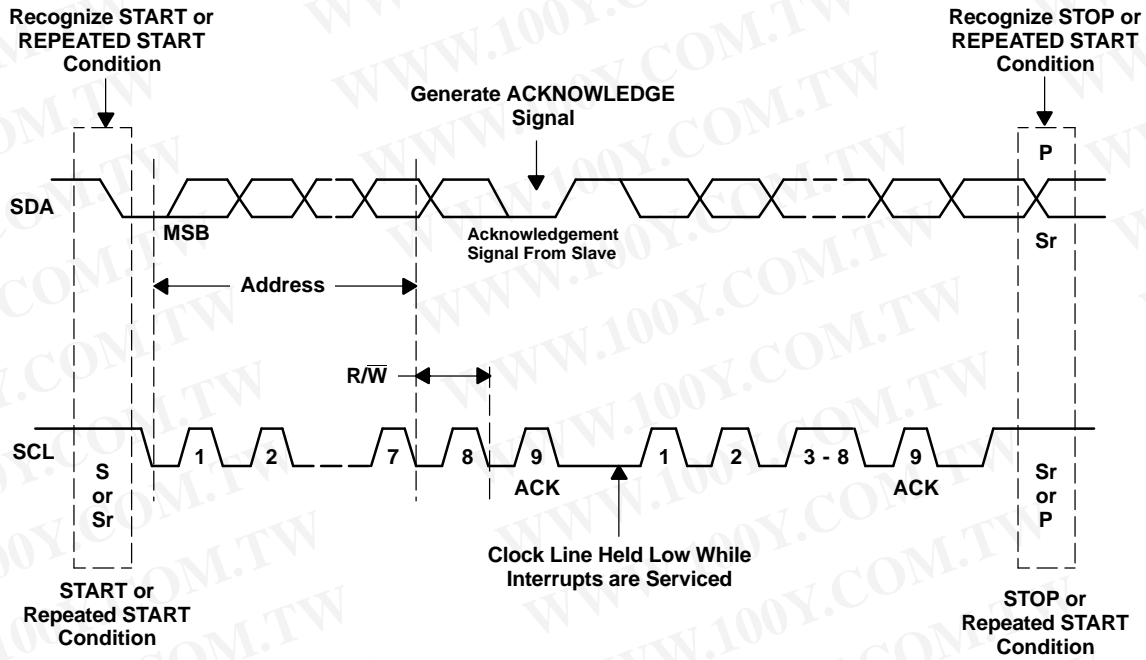 Recognize START or
REPEATED START
Condition
Recognize STOP or
REPEATED START
Condition
Generate ACKNOWLEDGE
Signal
P
SDA
MSB
Acknowledgement
Signal From Slave
Sr
Address
R/W̅
SCL
1
2
7
8
9
1
2
3 - 8
9
ACK
ACK
S
or
Sr
Sr
or
P
Clock Line Held Low While
Interrupts are Serviced
START or
Repeated START
Condition
STOP or
Repeated START
Condition
WWW.100Y.COM.TW